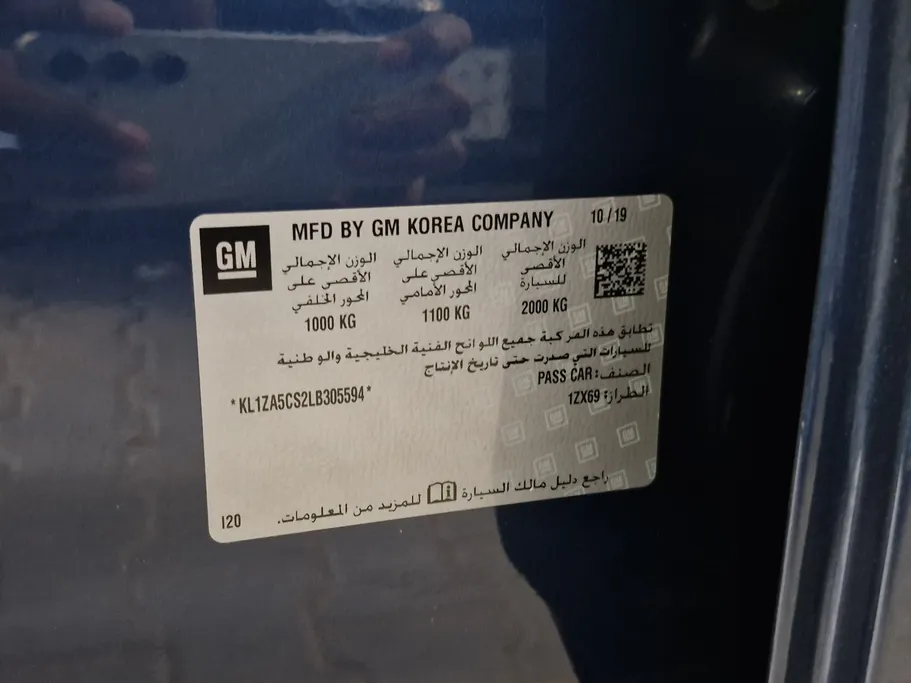 GM
MFD BY GM KOREA COMPANY
10/19
الوزن الإجمالي
الأقصى
للسيارة
2000 KG
الوزن الإجمالي
الأقصى على
المحور الأمامي
1100 KG
الوزن الإجمالي
الأقصى على
المحور الخلفي
1000 KG
تطابق هذه المركبة جميع اللوائح الفنية الخليجية والوطنية
للسيارات التي صدرت حتى تاريخ الإنتاج
الصنف: PASS CAR
الطراز: 1ZX69
*KL1ZA5CS2LB305594*
راجع دليل مالك السيارة للمزيد من المعلومات.
I20